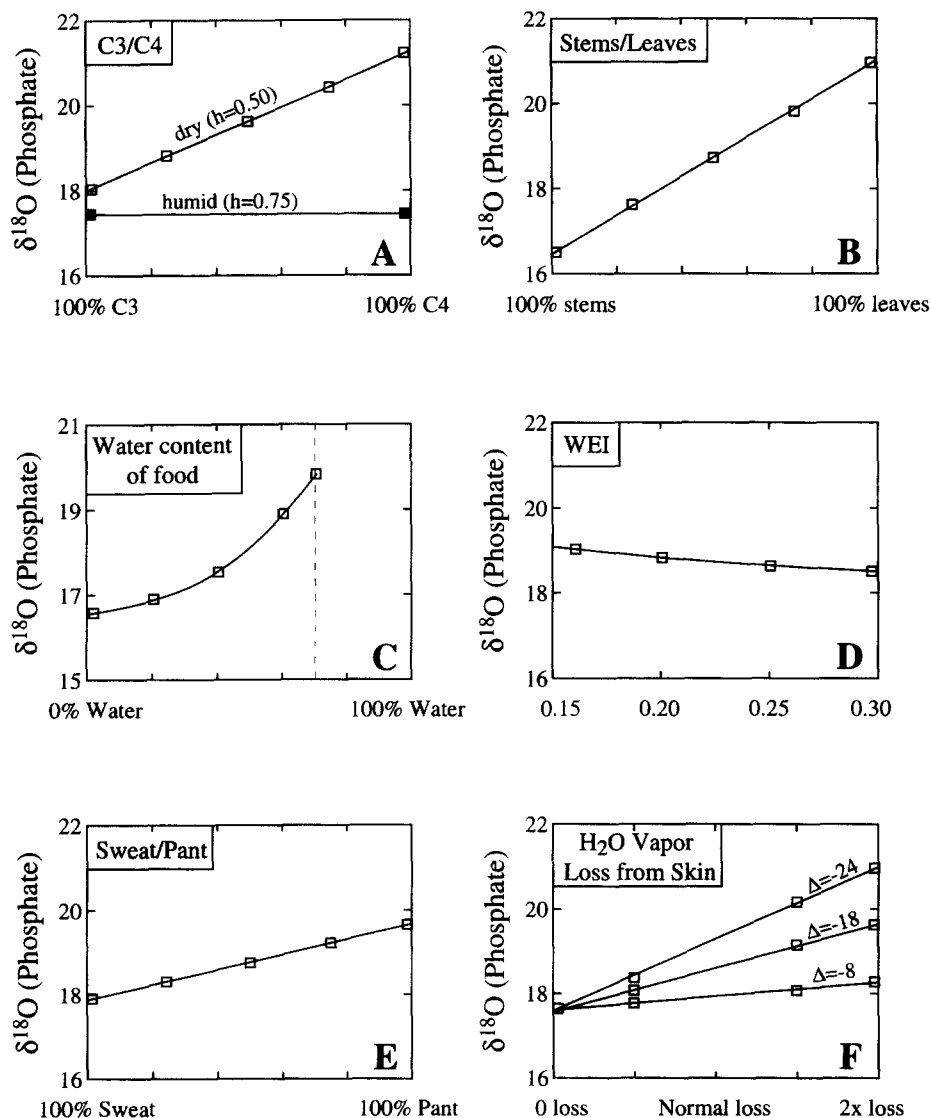 C3/C4
δ¹⁸O (Phosphate)
22
20
18
16
dry (h=0.50)
humid (h=0.75)
A
100% C3
100% C4
Stems/Leaves
δ¹⁸O (Phosphate)
22
20
18
16
B
100% stems
100% leaves
Water content
of food
δ¹⁸O (Phosphate)
21
19
17
15
C
0% Water
100% Water
WEI
δ¹⁸O (Phosphate)
22
20
18
16
D
0.15
0.20
0.25
0.30
Sweat/Pant
δ¹⁸O (Phosphate)
22
20
18
16
E
100% Sweat
100% Pant
H₂O Vapor
Loss from Skin
δ¹⁸O (Phosphate)
22
20
18
16
Δ=-24
Δ=-18
Δ=-8
F
0 loss
Normal loss
2x loss